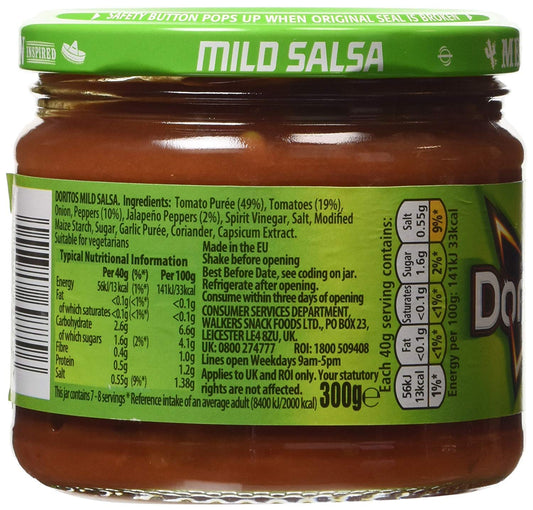 SAFETY BUTTON POPS UP WHEN ORIGINAL SEAL IS BROKEN
INSPIRED
MILD SALSA
DORITOS MILD SALSA. Ingredients: Tomato Purée (49%), Tomatoes (19%),
Onion, Peppers (10%), Jalapeño Peppers (2%), Spirit Vinegar, Salt, Modified
Maize Starch, Sugar, Garlic Purée, Coriander, Capsicum Extract.
Suitable for vegetarians
Typical Nutritional Information
Per 40g (%*) Per 100g
Energy 56kJ/13kcal (1%*) 141kJ/33kcal
Fat <0.1g (<1%*) <0.1g
of which saturates <0.1g (<1%*) <0.1g
Carbohydrate 2.6g 6.6g
of which sugars 1.6g (2%*) 4.1g
Fibre 0.4g 1.0g
Protein 0.5g 1.2g
Salt 0.55g (9%*) 1.38g
This jar contains 7 - 8 servings * Reference intake of an average adult (8400 kJ/2000 kcal)
Made in the EU
Shake before opening
Best Before Date, see coding on jar.
Refrigerate after opening.
Consume within three days of opening
CONSUMER SERVICES DEPARTMENT,
WALKERS SNACK FOODS LTD., PO BOX 23,
LEICESTER LE4 8ZU, UK.
UK: 0800 274777 ROI: 1800 509408
Lines open Weekdays 9am-5pm
Applies to UK and ROI only. Your statutory
rights are not affected.
300g e
Each 40g serving contains:
56kJ 13kcal 1%*
Fat <0.1g <1%*
Saturates <0.1g <1%*
Sugar 1.6g 2%*
Salt 0.55g 9%*
Energy per 100g: 141kJ 33kcal
Dor